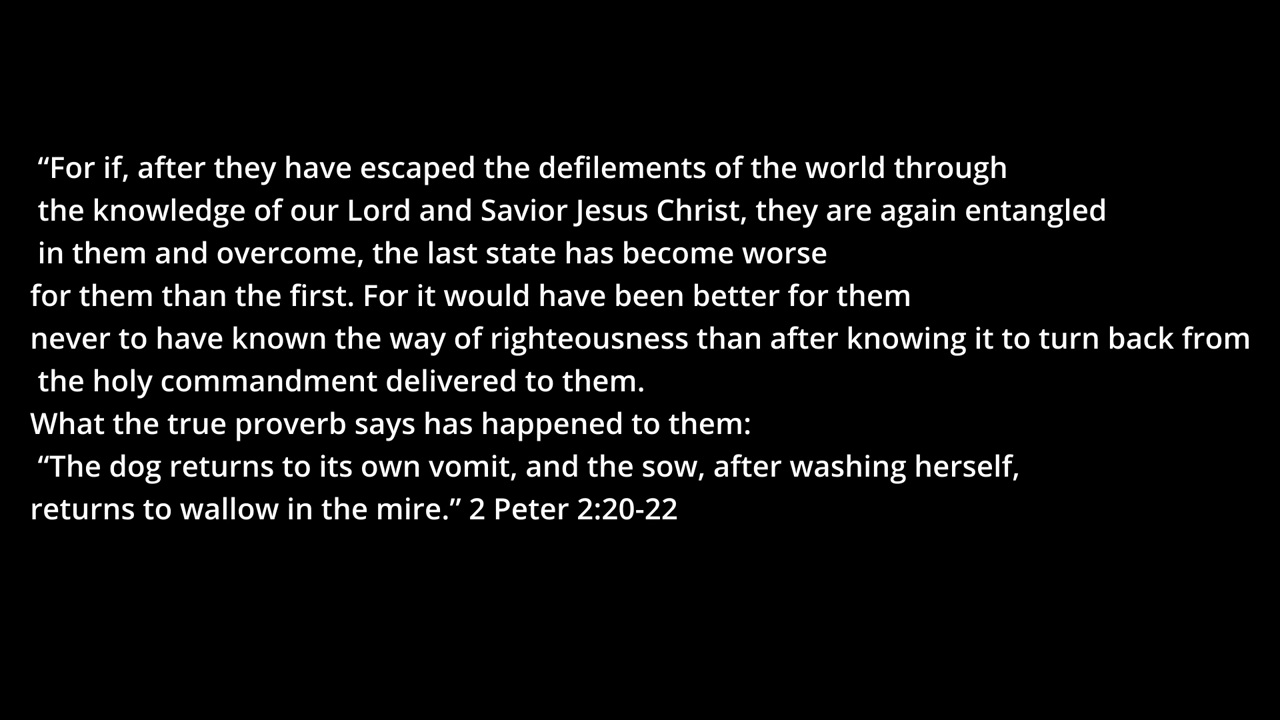 “For if, after they have escaped the defilements of the world through
the knowledge of our Lord and Savior Jesus Christ, they are again entangled
in them and overcome, the last state has become worse
for them than the first. For it would have been better for them
never to have known the way of righteousness than after knowing it to turn back from
the holy commandment delivered to them.
What the true proverb says has happened to them:
“The dog returns to its own vomit, and the sow, after washing herself,
returns to wallow in the mire.” 2 Peter 2:20-22